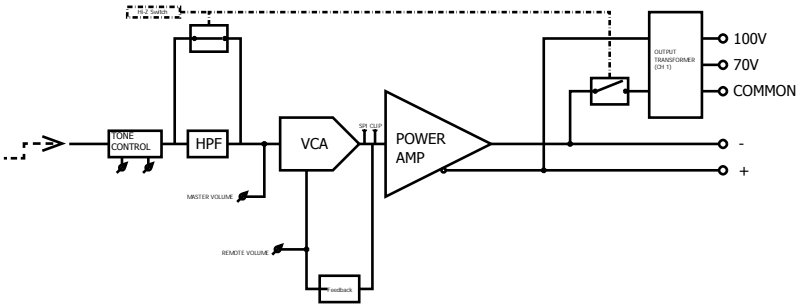 Hi-Z Switch
OUTPUT
TRANSFORMER
(CH 1)
100V
70V
COMMON
TONE
CONTROL
HPF
VCA
SPI CLIP
POWER
AMP
-
+
MASTER VOLUME
REMOTE VOLUME
Feedback